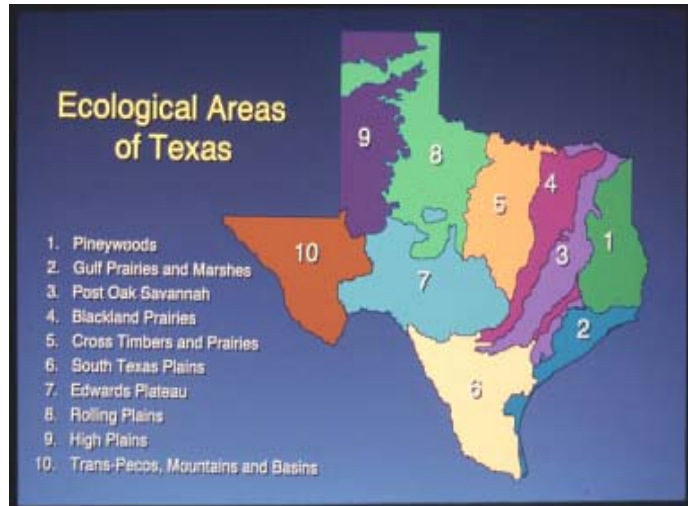 Ecological Areas
of Texas
1. Pineywoods
2. Gulf Prairies and Marshes
3. Post Oak Savannah
4. Blackland Prairies
5. Cross Timbers and Prairies
6. South Texas Plains
7. Edwards Plateau
8. Rolling Plains
9. High Plains
10. Trans-Pecos, Mountains and Basins
9
8
5
4
3
1
10
7
2
6